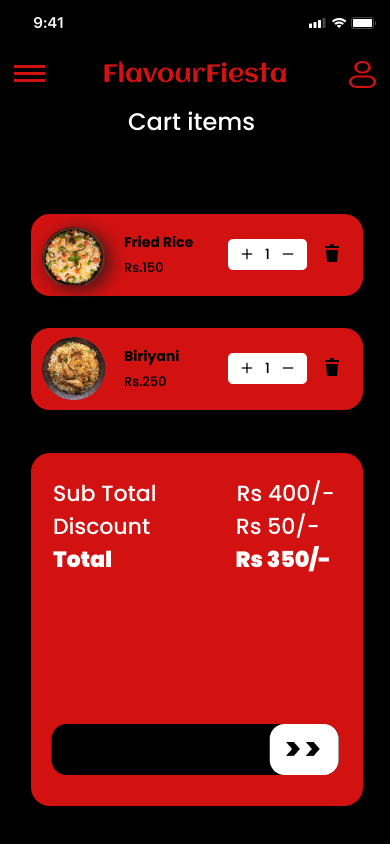 9:41
FlavourFiesta
Cart items
Fried Rice
Rs.150
+ 1 −
Biriyani
Rs.250
+ 1 −
Sub Total Rs 400/-
Discount Rs 50/-
Total Rs 350/-